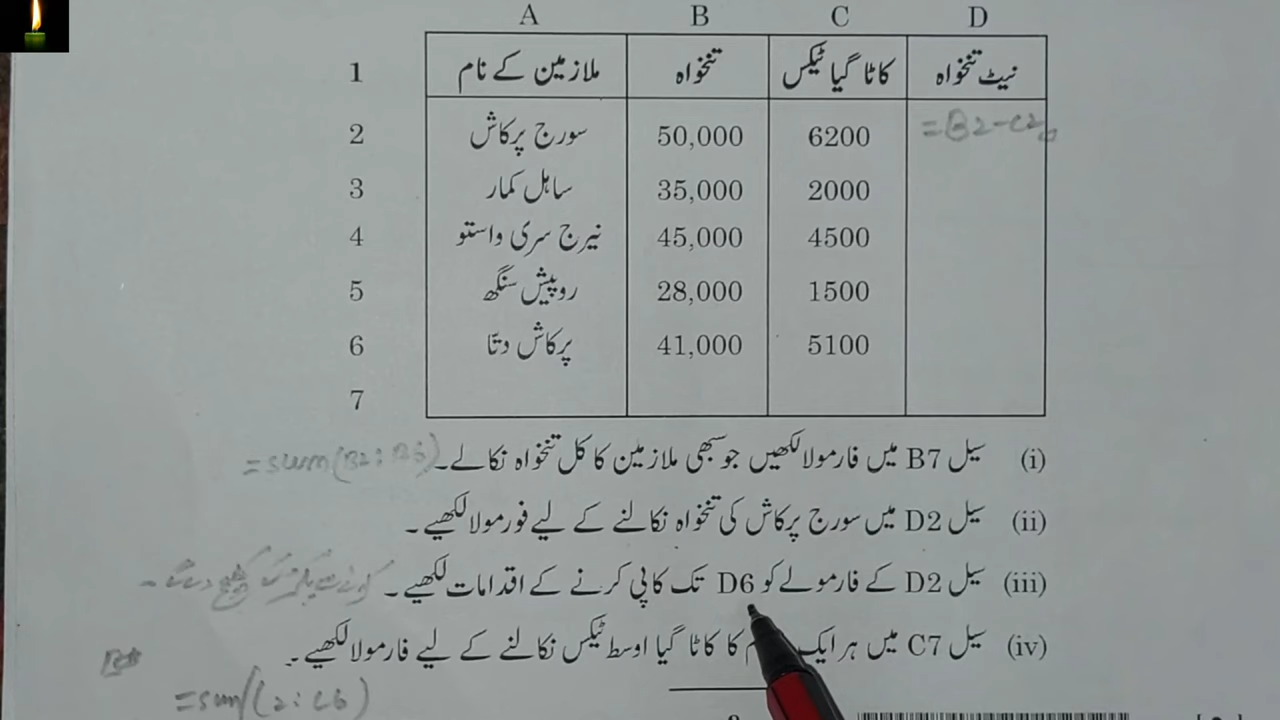 A B C D
1 ملازمین کے نام تنخواہ کاٹا گیا ٹیکس نیٹ تنخواہ
2 سورج پرکاش 50,000 6200 =B2-C2
3 ساہل کمار 35,000 2000
4 نیرج سری واستو 45,000 4500
5 روپیش سنگھ 28,000 1500
6 پرکاش دتّا 41,000 5100
7
(i) سیل B7 میں فارمولا لکھیں جو سبھی ملازمین کا کل تنخواہ نکالے۔ =sum(B2:B6)
(ii) سیل D2 میں سورج پرکاش کی تنخواہ نکالنے کے لیے فورمولا لکھیے۔
(iii) سیل D2 کے فارمولے کو D6 تک کاپی کرنے کے اقدامات لکھیے۔
(iv) سیل C7 میں ہر ایک کا کاٹا گیا اوسط ٹیکس نکالنے کے لیے فارمولا لکھیے۔
=sum(C2:C6)